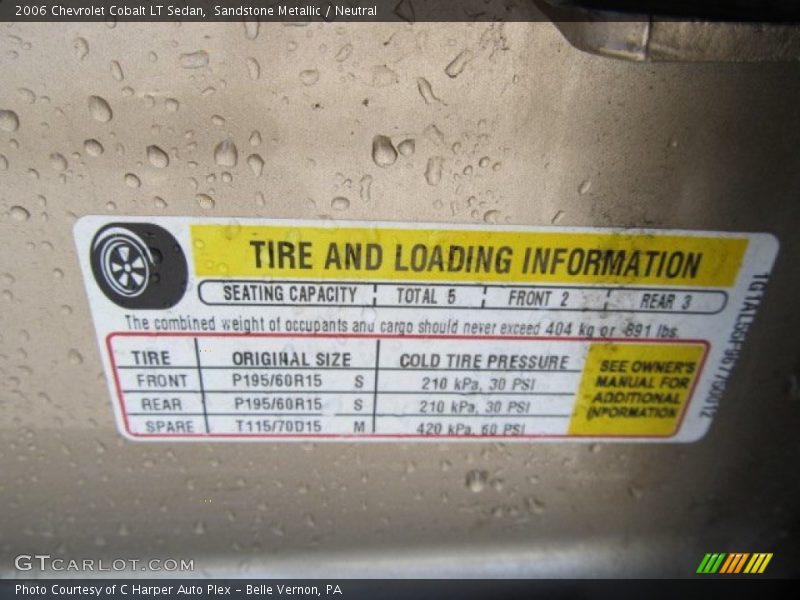 2006 Chevrolet Cobalt LT Sedan, Sandstone Metallic / Neutral
TIRE AND LOADING INFORMATION
SEATING CAPACITY TOTAL 5 FRONT 2 REAR 3
The combined weight of occupants and cargo should never exceed 404 kg or 891 lbs.
TIRE ORIGINAL SIZE COLD TIRE PRESSURE
FRONT P195/60R15 S 210 kPa, 30 PSI
REAR P195/60R15 S 210 kPa, 30 PSI
SPARE T115/70D15 M 420 kPa, 60 PSI
SEE OWNER'S
MANUAL FOR
ADDITIONAL
INFORMATION
GTCARLOT.COM
Photo Courtesy of C Harper Auto Plex - Belle Vernon, PA